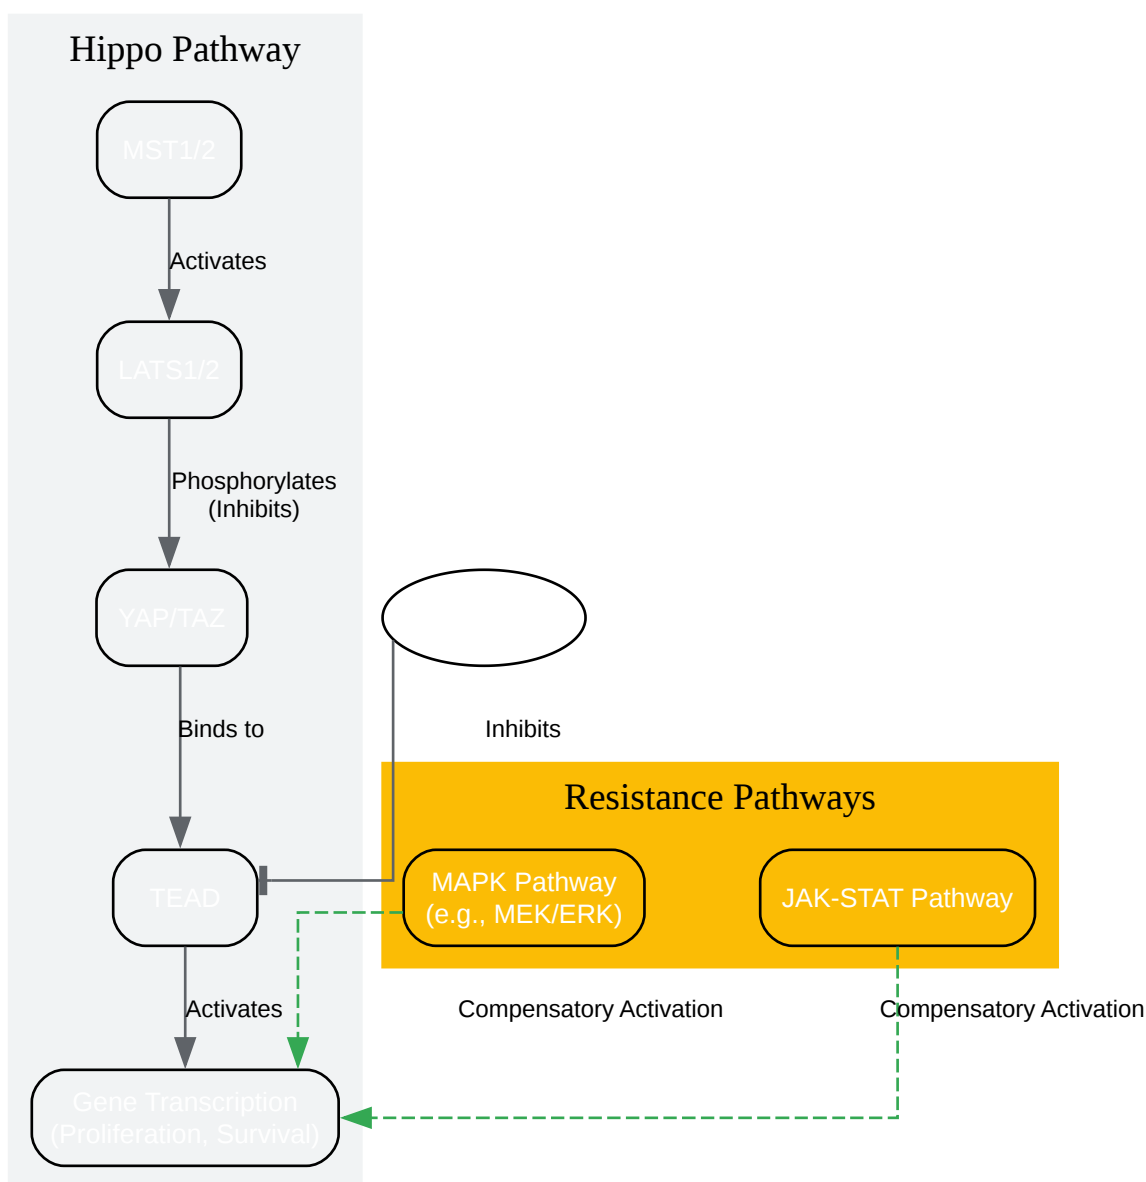 Hippo Pathway
MST1/2
Activates
LATS1/2
Phosphorylates
(Inhibits)
YAP/TAZ
Binds to
Inhibits
Resistance Pathways
TEAD
MAPK Pathway
(e.g., MEK/ERK)
JAK-STAT Pathway
Activates
Compensatory Activation
Compensatory Activation
Gene Transcription
(Proliferation, Survival)